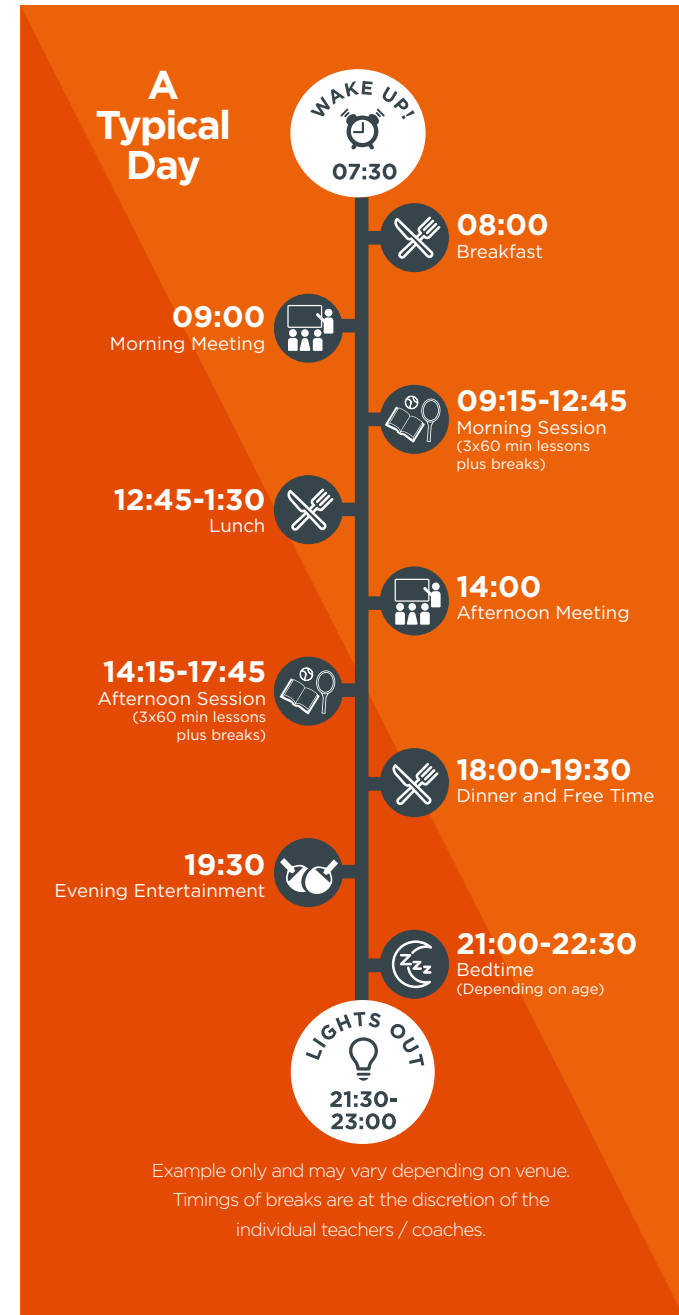 A
Typical
Day
WAKE UP!
07:30
08:00
Breakfast
09:00
Morning Meeting
09:15-12:45
Morning Session
(3x60 min lessons
plus breaks)
12:45-1:30
Lunch
14:00
Afternoon Meeting
14:15-17:45
Afternoon Session
(3x60 min lessons
plus breaks)
18:00-19:30
Dinner and Free Time
19:30
Evening Entertainment
zzz
21:00-22:30
Bedtime
(Depending on age)
LIGHTS OUT
21:30-
23:00
Example only and may vary depending on venue.
Timings of breaks are at the discretion of the
individual teachers / coaches.